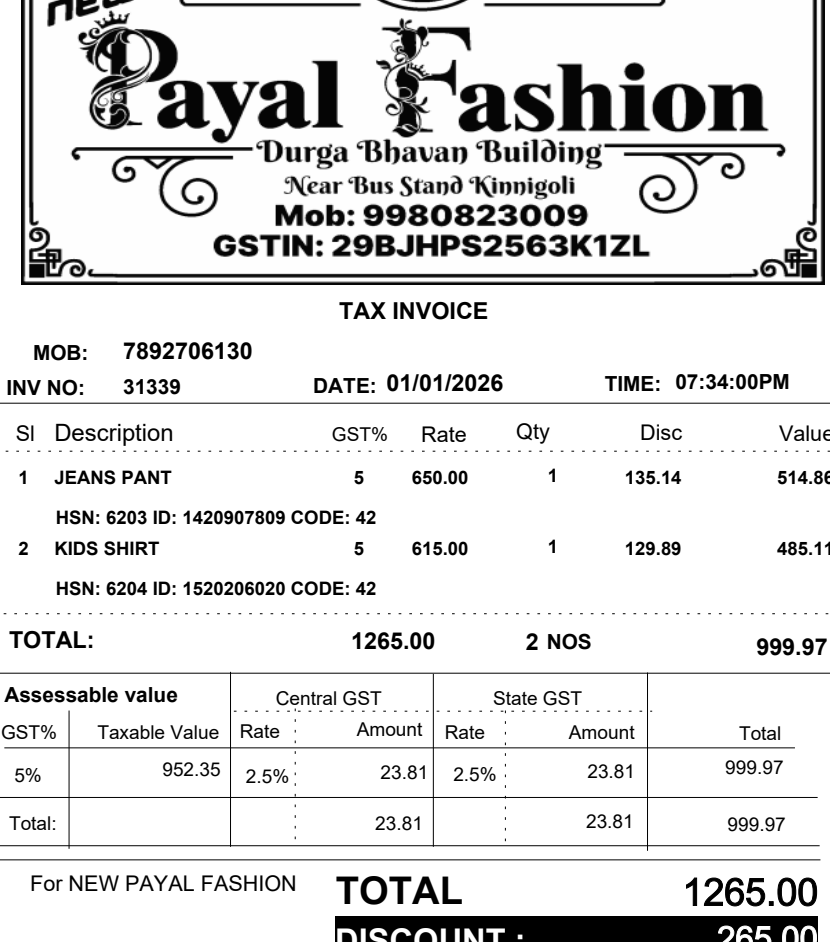 new
Payal Fashion
Durga Bhavan Building
Near Bus Stand Kinnigoli
Mob: 9980823009
GSTIN: 29BJHPS2563K1ZL
TAX INVOICE
MOB: 7892706130
INV NO: 31339 DATE: 01/01/2026 TIME: 07:34:00PM
Sl Description GST% Rate Qty Disc Value
1 JEANS PANT 5 650.00 1 135.14 514.86
HSN: 6203 ID: 1420907809 CODE: 42
2 KIDS SHIRT 5 615.00 1 129.89 485.11
HSN: 6204 ID: 1520206020 CODE: 42
TOTAL: 1265.00 2 NOS 999.97
Assessable value Central GST State GST
GST% Taxable Value Rate Amount Rate Amount Total
5% 952.35 2.5% 23.81 2.5% 23.81 999.97
Total: 23.81 23.81 999.97
For NEW PAYAL FASHION TOTAL 1265.00
DISCOUNT : 265.00